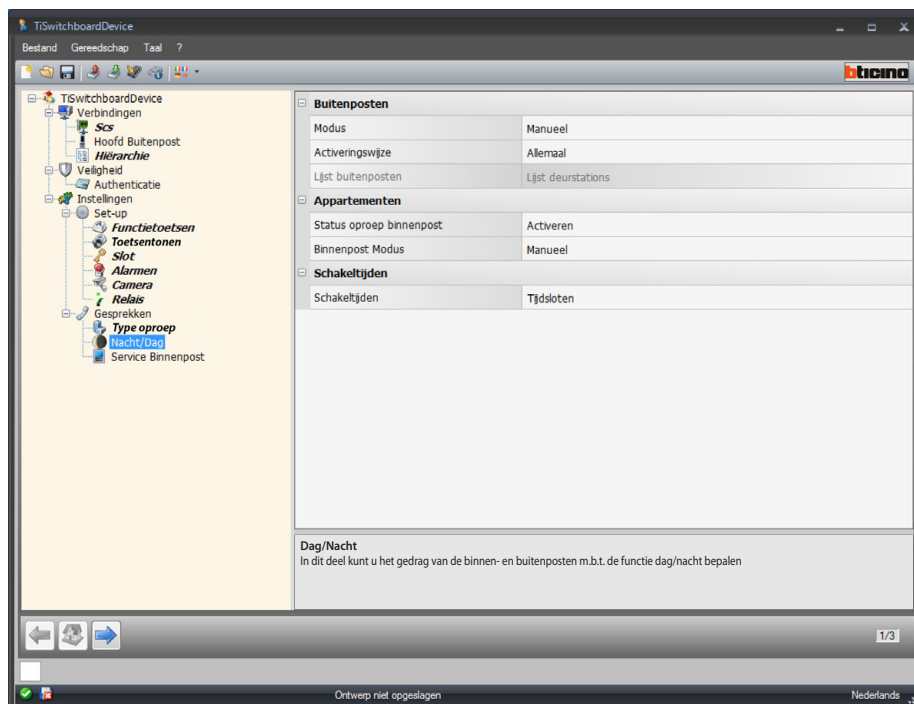 TiSwitchboardDevice
Bestand Gereedschap Taal ?
bticino
TiSwitchboardDevice
Verbindingen
Scs
Hoofd Buitenpost
Hiërarchie
Veiligheid
Authenticatie
Instellingen
Set-up
Functietoetsen
Toetsentonen
Slot
Alarmen
Camera
Relais
Gesprekken
Type oproep
Nacht/Dag
Service Binnenpost
Buitenposten
Modus Manueel
Activeringswijze Allemaal
Lijst buitenposten Lijst deurstations
Appartementen
Status oproep binnenpost Activeren
Binnenpost Modus Manueel
Schakeltijden
Schakeltijden Tijdsloten
Dag/Nacht
In dit deel kunt u het gedrag van de binnen- en buitenposten m.b.t. de functie dag/nacht bepalen
1/3
Ontwerp niet opgeslagen Nederlands